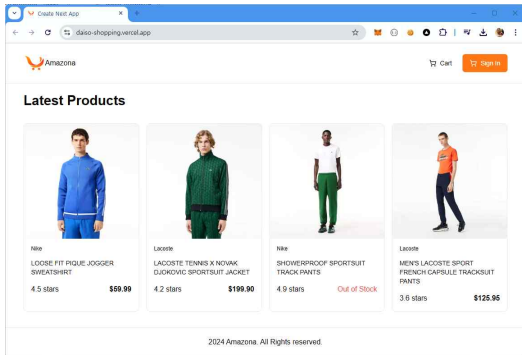 Create Next App
daiso-shopping.vercel.app
Amazona
Cart
Sign In
Latest Products
Nike
LOOSE FIT PIQUE JOGGER
SWEATSHIRT
4.5 stars $59.99
Lacoste
LACOSTE TENNIS X NOVAK
DJOKOVIC SPORTSUIT JACKET
4.2 stars $199.90
Nike
SHOWERPROOF SPORTSUIT
TRACK PANTS
4.9 stars Out of Stock
Lacoste
MEN'S LACOSTE SPORT
FRENCH CAPSULE TRACKSUIT
PANTS
3.6 stars $125.95
2024 Amazona. All Rights reserved.